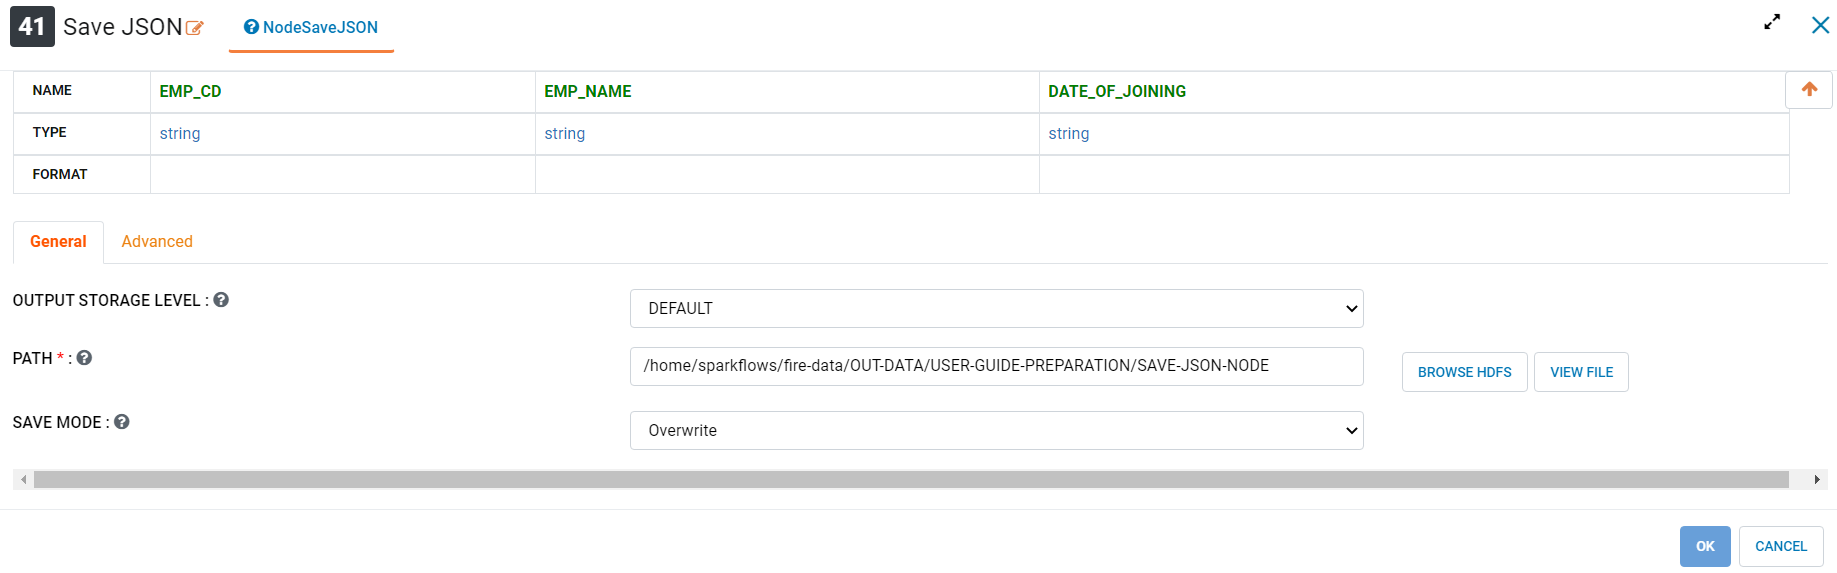 41 Save JSON NodeSaveJSON
NAME EMP_CD EMP_NAME DATE_OF_JOINING
TYPE string string string
FORMAT
General Advanced
OUTPUT STORAGE LEVEL : DEFAULT
PATH * : /home/sparkflows/fire-data/OUT-DATA/USER-GUIDE-PREPARATION/SAVE-JSON-NODE BROWSE HDFS VIEW FILE
SAVE MODE : Overwrite
OK CANCEL